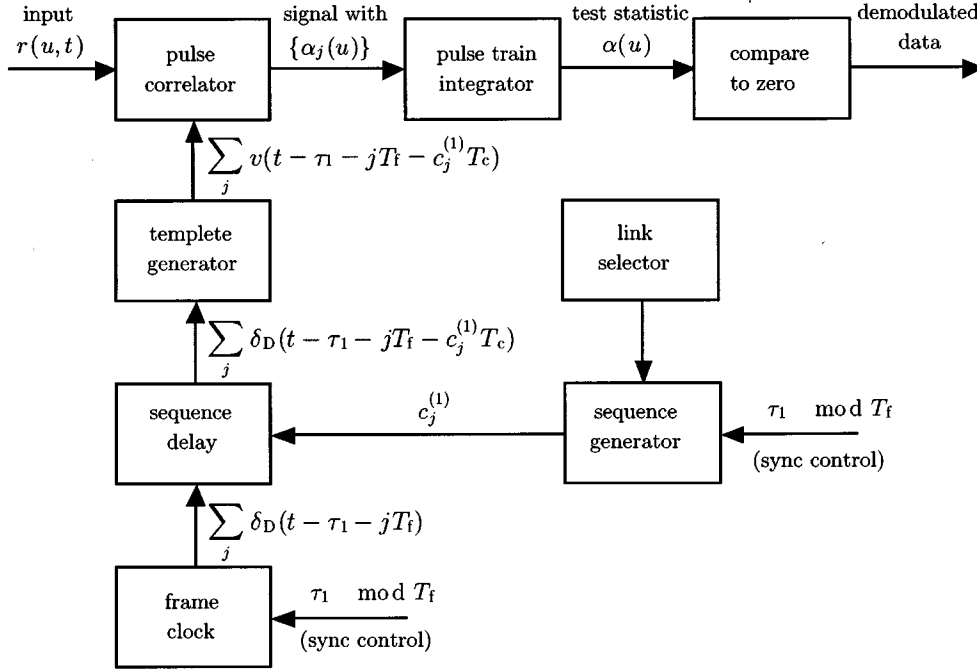 input
r(u, t)
pulse
correlator
signal with
{α_j(u)}
pulse train
integrator
test statistic
α(u)
compare
to zero
demodulated
data
∑_j v(t − τ_1 − jT_f − c_j^{(1)}T_c)
templete
generator
link
selector
∑_j δ_D(t − τ_1 − jT_f − c_j^{(1)}T_c)
sequence
delay
c_j^{(1)}
sequence
generator
τ_1 mod T_f
(sync control)
∑_j δ_D(t − τ_1 − jT_f)
frame
clock
τ_1 mod T_f
(sync control)